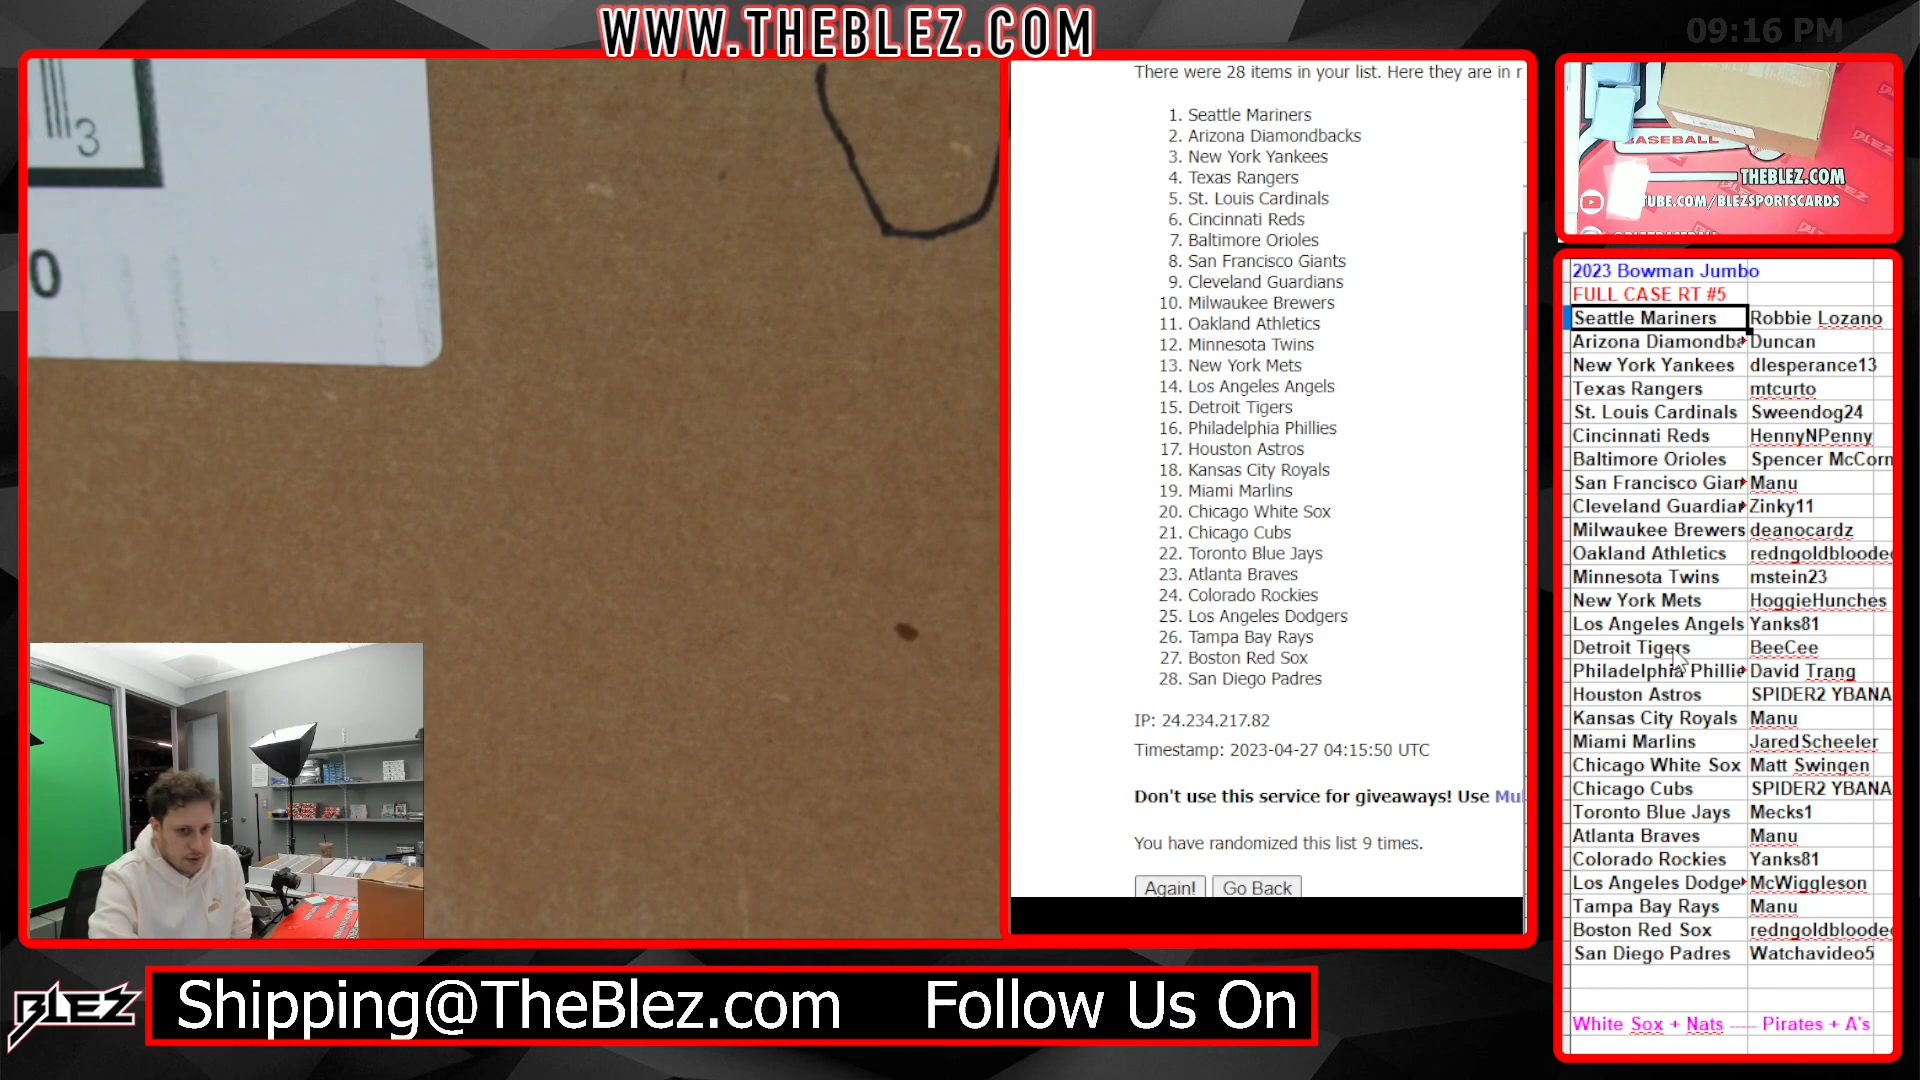 WWW.THEBLEZ.COM
09:16 PM
3
0
There were 28 items in your list. Here they are in r
1. Seattle Mariners
2. Arizona Diamondbacks
3. New York Yankees
4. Texas Rangers
5. St. Louis Cardinals
6. Cincinnati Reds
7. Baltimore Orioles
8. San Francisco Giants
9. Cleveland Guardians
10. Milwaukee Brewers
11. Oakland Athletics
12. Minnesota Twins
13. New York Mets
14. Los Angeles Angels
15. Detroit Tigers
16. Philadelphia Phillies
17. Houston Astros
18. Kansas City Royals
19. Miami Marlins
20. Chicago White Sox
21. Chicago Cubs
22. Toronto Blue Jays
23. Atlanta Braves
24. Colorado Rockies
25. Los Angeles Dodgers
26. Tampa Bay Rays
27. Boston Red Sox
28. San Diego Padres
IP: 24.234.217.82
Timestamp: 2023-04-27 04:15:50 UTC
Don't use this service for giveaways! Use Mul
You have randomized this list 9 times.
Again! Go Back
BASEBALL
THEBLEZ.COM
TUBE.COM/BLEZSPORTSCARDS
2023 Bowman Jumbo
FULL CASE RT #5
Seattle Mariners Robbie Lozano
Arizona Diamondba Duncan
New York Yankees dlesperance13
Texas Rangers mtcurto
St. Louis Cardinals Sweendog24
Cincinnati Reds HennyNPenny
Baltimore Orioles Spencer McCorn
San Francisco Gian Manu
Cleveland Guardian Zinky11
Milwaukee Brewers deanocardz
Oakland Athletics redngoldblooded
Minnesota Twins mstein23
New York Mets HoggieHunches
Los Angeles Angels Yanks81
Detroit Tigers BeeCee
Philadelphia Phillie David Trang
Houston Astros SPIDER2 YBANA
Kansas City Royals Manu
Miami Marlins JaredScheeler
Chicago White Sox Matt Swingen
Chicago Cubs SPIDER2 YBANA
Toronto Blue Jays Mecks1
Atlanta Braves Manu
Colorado Rockies Yanks81
Los Angeles Dodge McWiggleson
Tampa Bay Rays Manu
Boston Red Sox redngoldblooded
San Diego Padres Watchavideo5
White Sox + Nats ----- Pirates + A's
BLEZ
Shipping@TheBlez.com Follow Us On